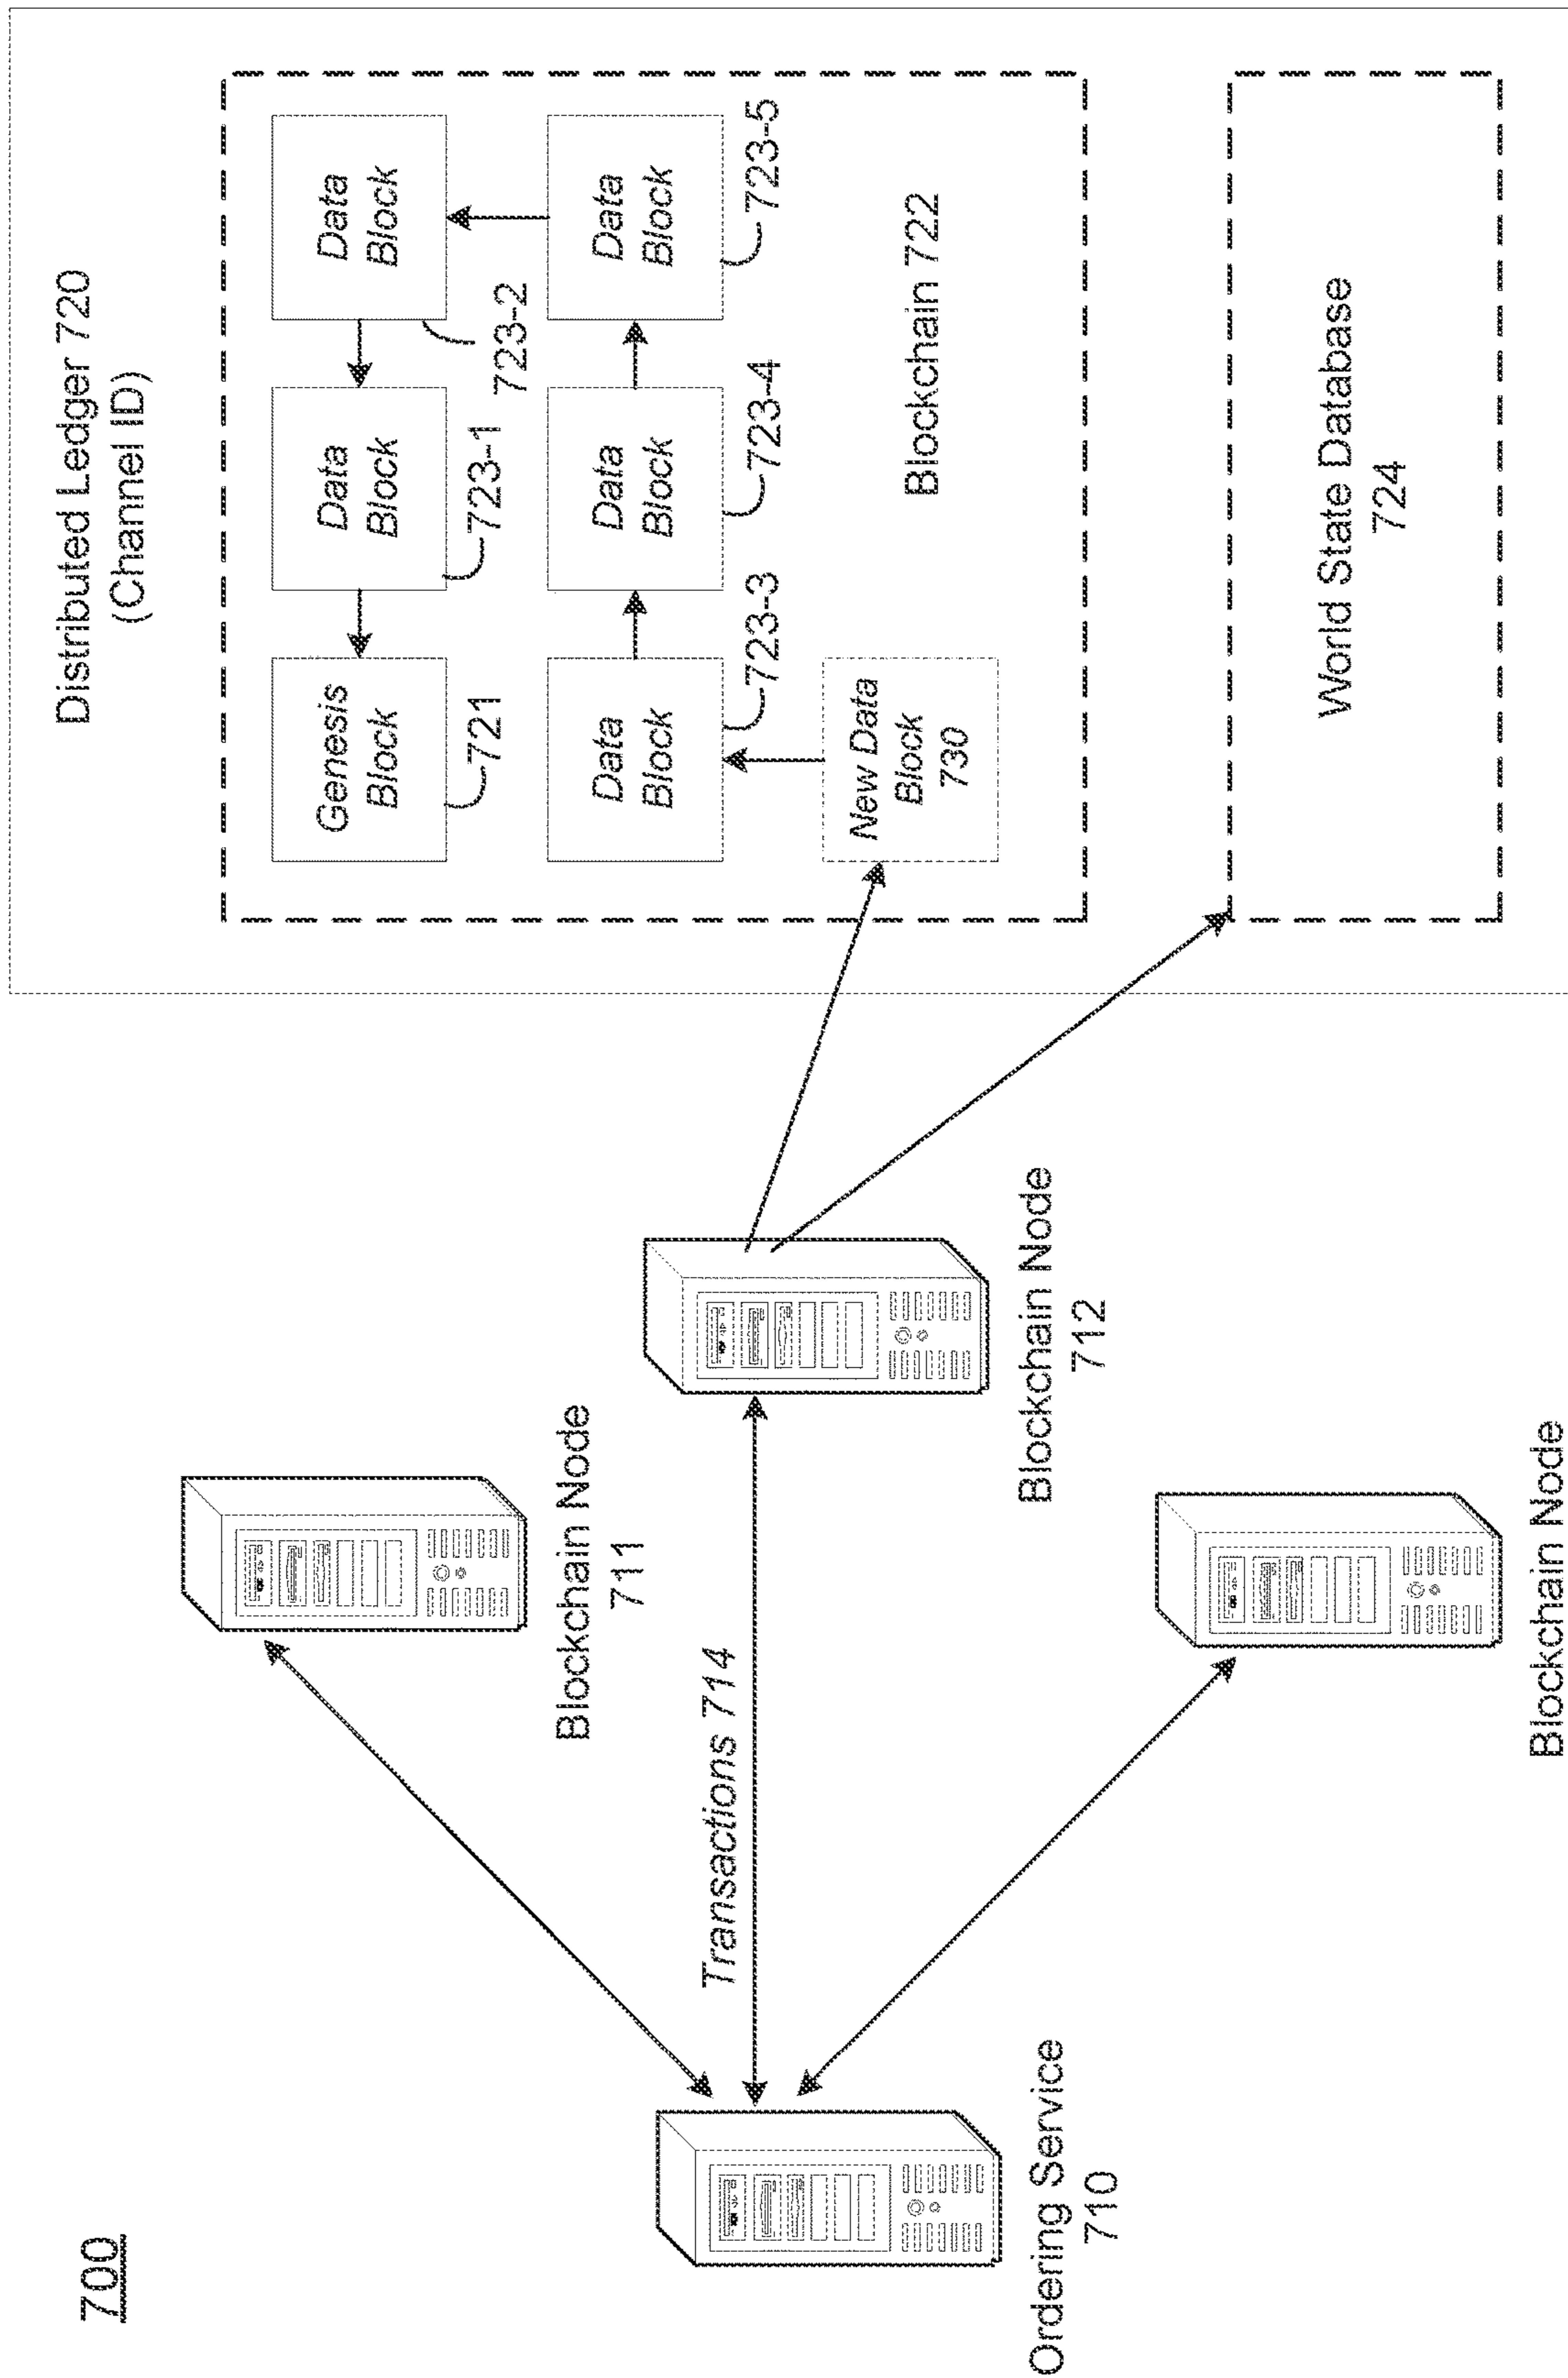 700
Distributed Ledger 720
(Channel ID)
Genesis
Block
721
Data
Block
723-1
Data
Block
723-2
Data
Block
723-3
Data
Block
723-4
Data
Block
723-5
New Data
Block
730
Blockchain 722
World State Database
724
Blockchain Node
711
Transactions 714
Blockchain Node
712
Ordering Service
710
Blockchain Node